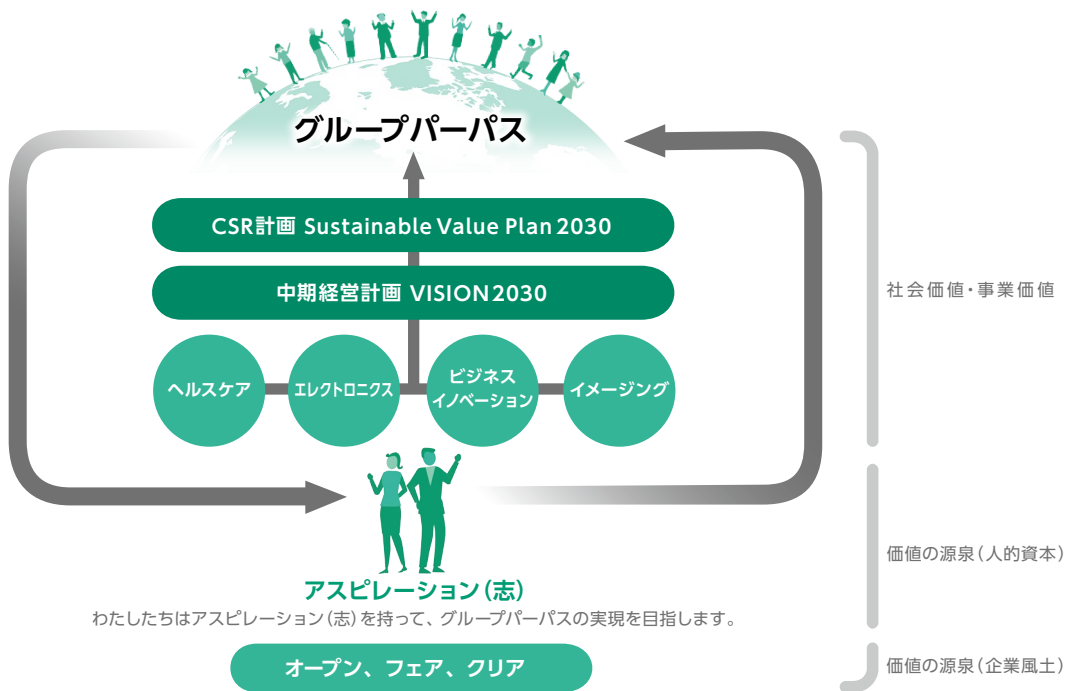 グループパーパス
CSR計画 Sustainable Value Plan 2030
中期経営計画 VISION2030
社会価値・事業価値
ヘルスケア
エレクトロニクス
ビジネス
イノベーション
イメージング
価値の源泉（人的資本）
アスピレーション（志）
わたしたちはアスピレーション（志）を持って、グループパーパスの実現を目指します。
オープン、フェア、クリア
価値の源泉（企業風土）